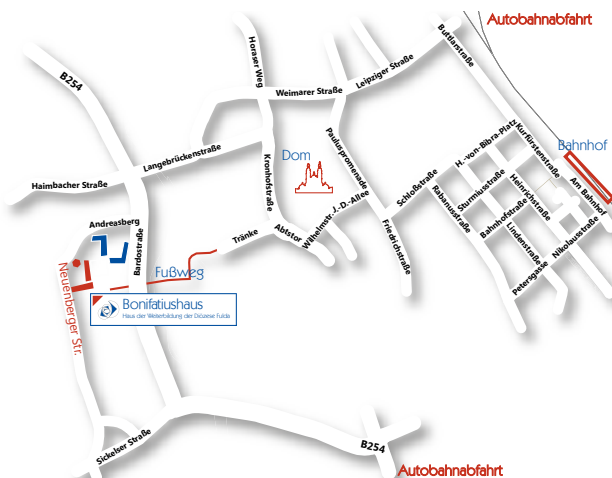 Autobahnabfahrt
Buttlarstraße
Horaser Weg
B254
Leipziger Straße
Weimarer Straße
Kurfürstenstraße
H.-von-Bibra-Platz
Bahnhof
Langebrückenstraße
Dom
Pauluspromenade
Kronhofstraße
Schloßstraße
Sturmiusstraße
Heinrichstraße
Am Bahnhof
Haimbacher Straße
Rabanusstraße
J.-D.-Allee
Wilhelmstr.
Bahnhofstraße
Lindenstraße
Nikolausstraße
Andreasberg
Bardostraße
Tränke
Abtstor
Friedrichstraße
Petersgasse
Fußweg
Neuenberger Str.
Bonifatiushaus
Haus der Weiterbildung der Diözese Fulda
Sickelser Straße
B254
Autobahnabfahrt